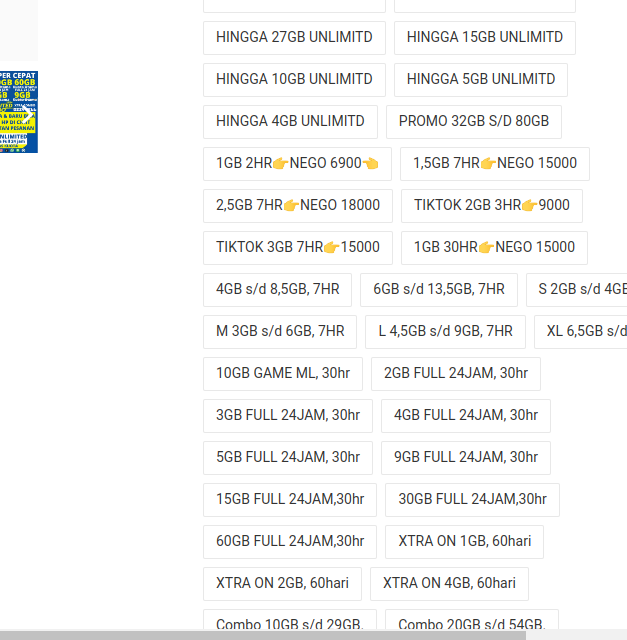 HINGGA 27GB UNLIMITD HINGGA 15GB UNLIMITD
HINGGA 10GB UNLIMITD HINGGA 5GB UNLIMITD
HINGGA 4GB UNLIMITD PROMO 32GB S/D 80GB
1GB 2HR👉NEGO 6900👈 1,5GB 7HR👉NEGO 15000
2,5GB 7HR👉NEGO 18000 TIKTOK 2GB 3HR👉9000
TIKTOK 3GB 7HR👉15000 1GB 30HR👉NEGO 15000
4GB s/d 8,5GB, 7HR 6GB s/d 13,5GB, 7HR S 2GB s/d 4GB
M 3GB s/d 6GB, 7HR L 4,5GB s/d 9GB, 7HR XL 6,5GB s/d
10GB GAME ML, 30hr 2GB FULL 24JAM, 30hr
3GB FULL 24JAM, 30hr 4GB FULL 24JAM, 30hr
5GB FULL 24JAM, 30hr 9GB FULL 24JAM, 30hr
15GB FULL 24JAM,30hr 30GB FULL 24JAM,30hr
60GB FULL 24JAM,30hr XTRA ON 1GB, 60hari
XTRA ON 2GB, 60hari XTRA ON 4GB, 60hari
Combo 10GB s/d 29GB, Combo 20GB s/d 54GB,
PER CEPAT
60GB
9GB